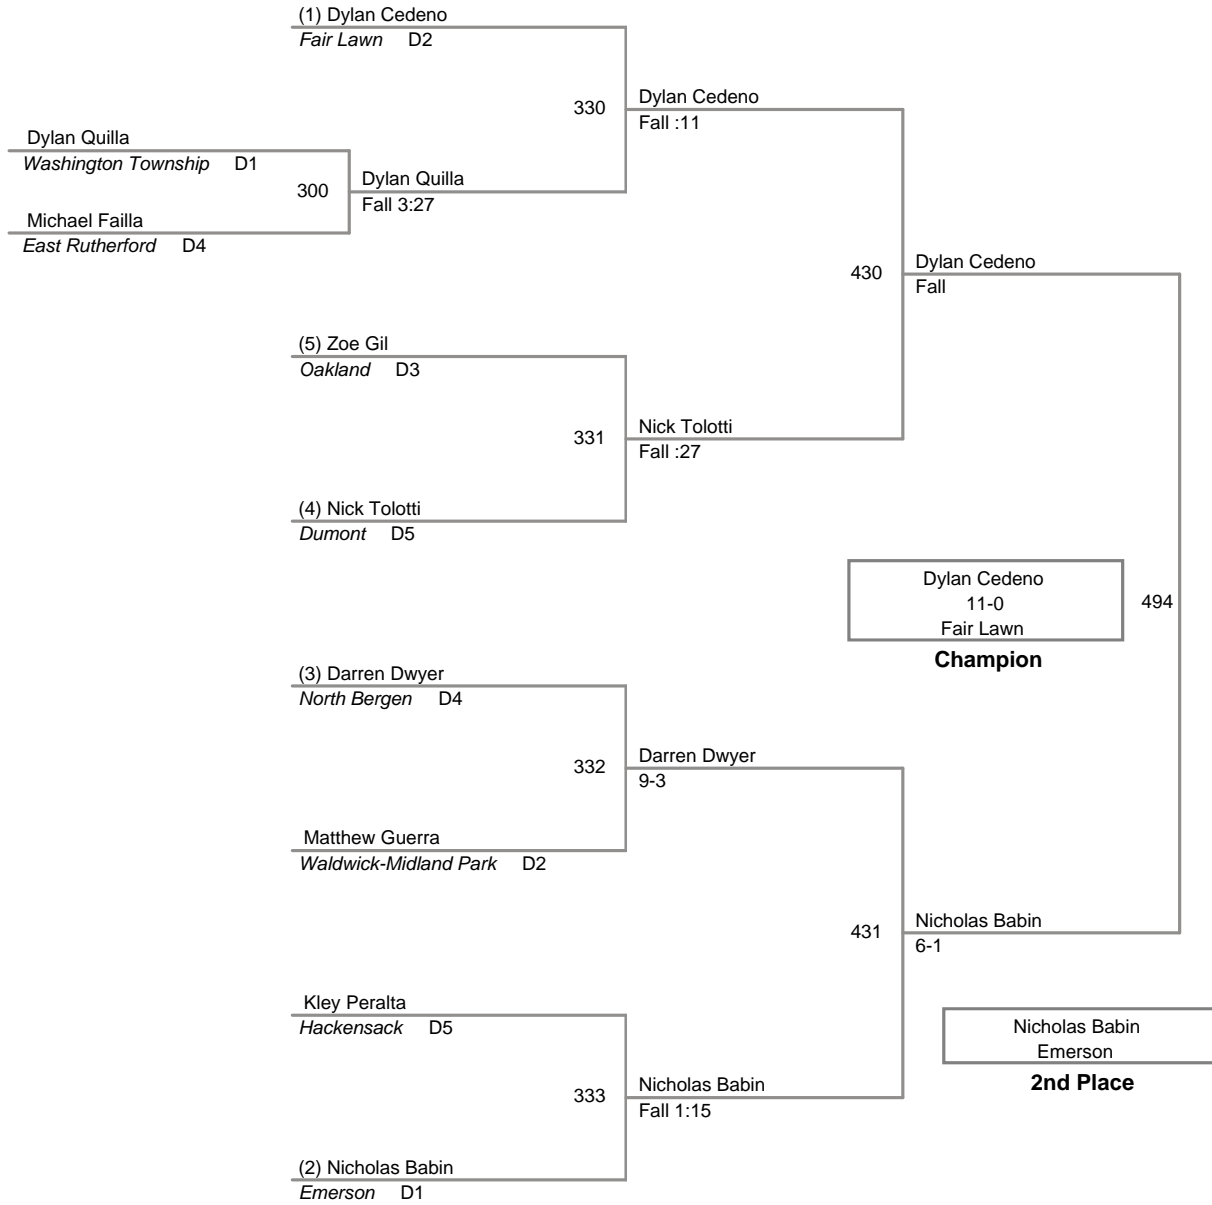 (1) Dylan Cedeno
Fair Lawn D2
330
Dylan Cedeno
Fall :11
Dylan Quilla
Washington Township D1
300
Dylan Quilla
Fall 3:27
Michael Failla
East Rutherford D4
430
Dylan Cedeno
Fall
(5) Zoe Gil
Oakland D3
331
Nick Tolotti
Fall :27
(4) Nick Tolotti
Dumont D5
Dylan Cedeno
11-0
Fair Lawn
Champion
494
(3) Darren Dwyer
North Bergen D4
332
Darren Dwyer
9-3
Matthew Guerra
Waldwick-Midland Park D2
431
Nicholas Babin
6-1
Kley Peralta
Hackensack D5
Nicholas Babin
Emerson
2nd Place
333
Nicholas Babin
Fall 1:15
(2) Nicholas Babin
Emerson D1